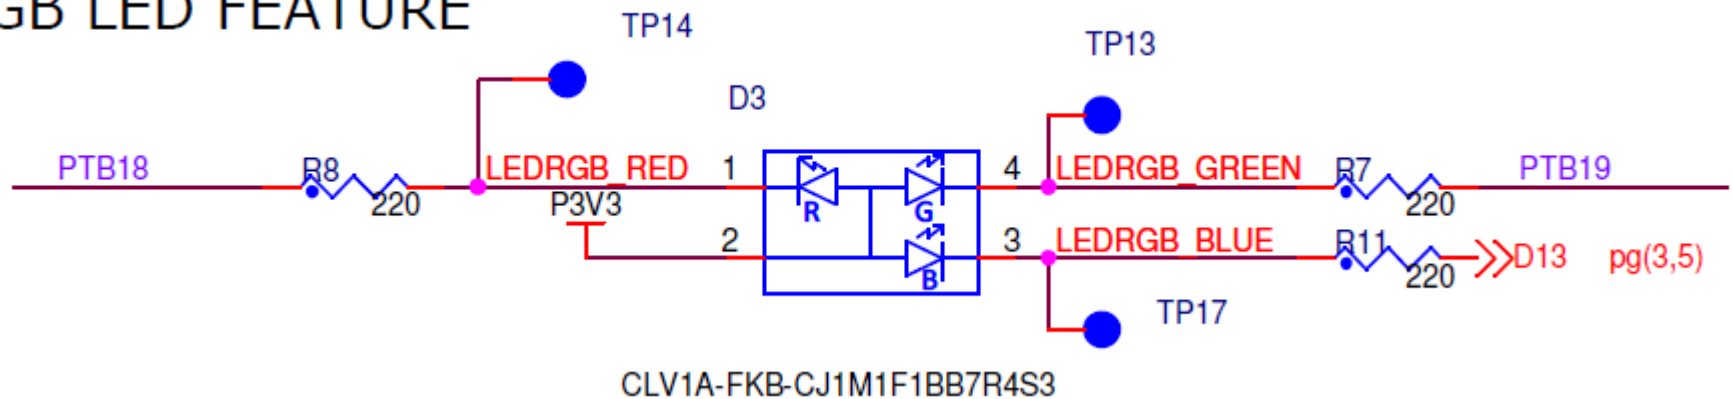 GB LED FEATURE
TP14
TP13
D3
PTB18
R8
220
LEDRGB_RED
1
4
LEDRGB_GREEN
R7
220
PTB19
P3V3
R
G
2
3
LEDRGB_BLUE
R11
220
D13
pg(3,5)
B
TP17
CLV1A-FKB-CJ1M1F1BB7R4S3